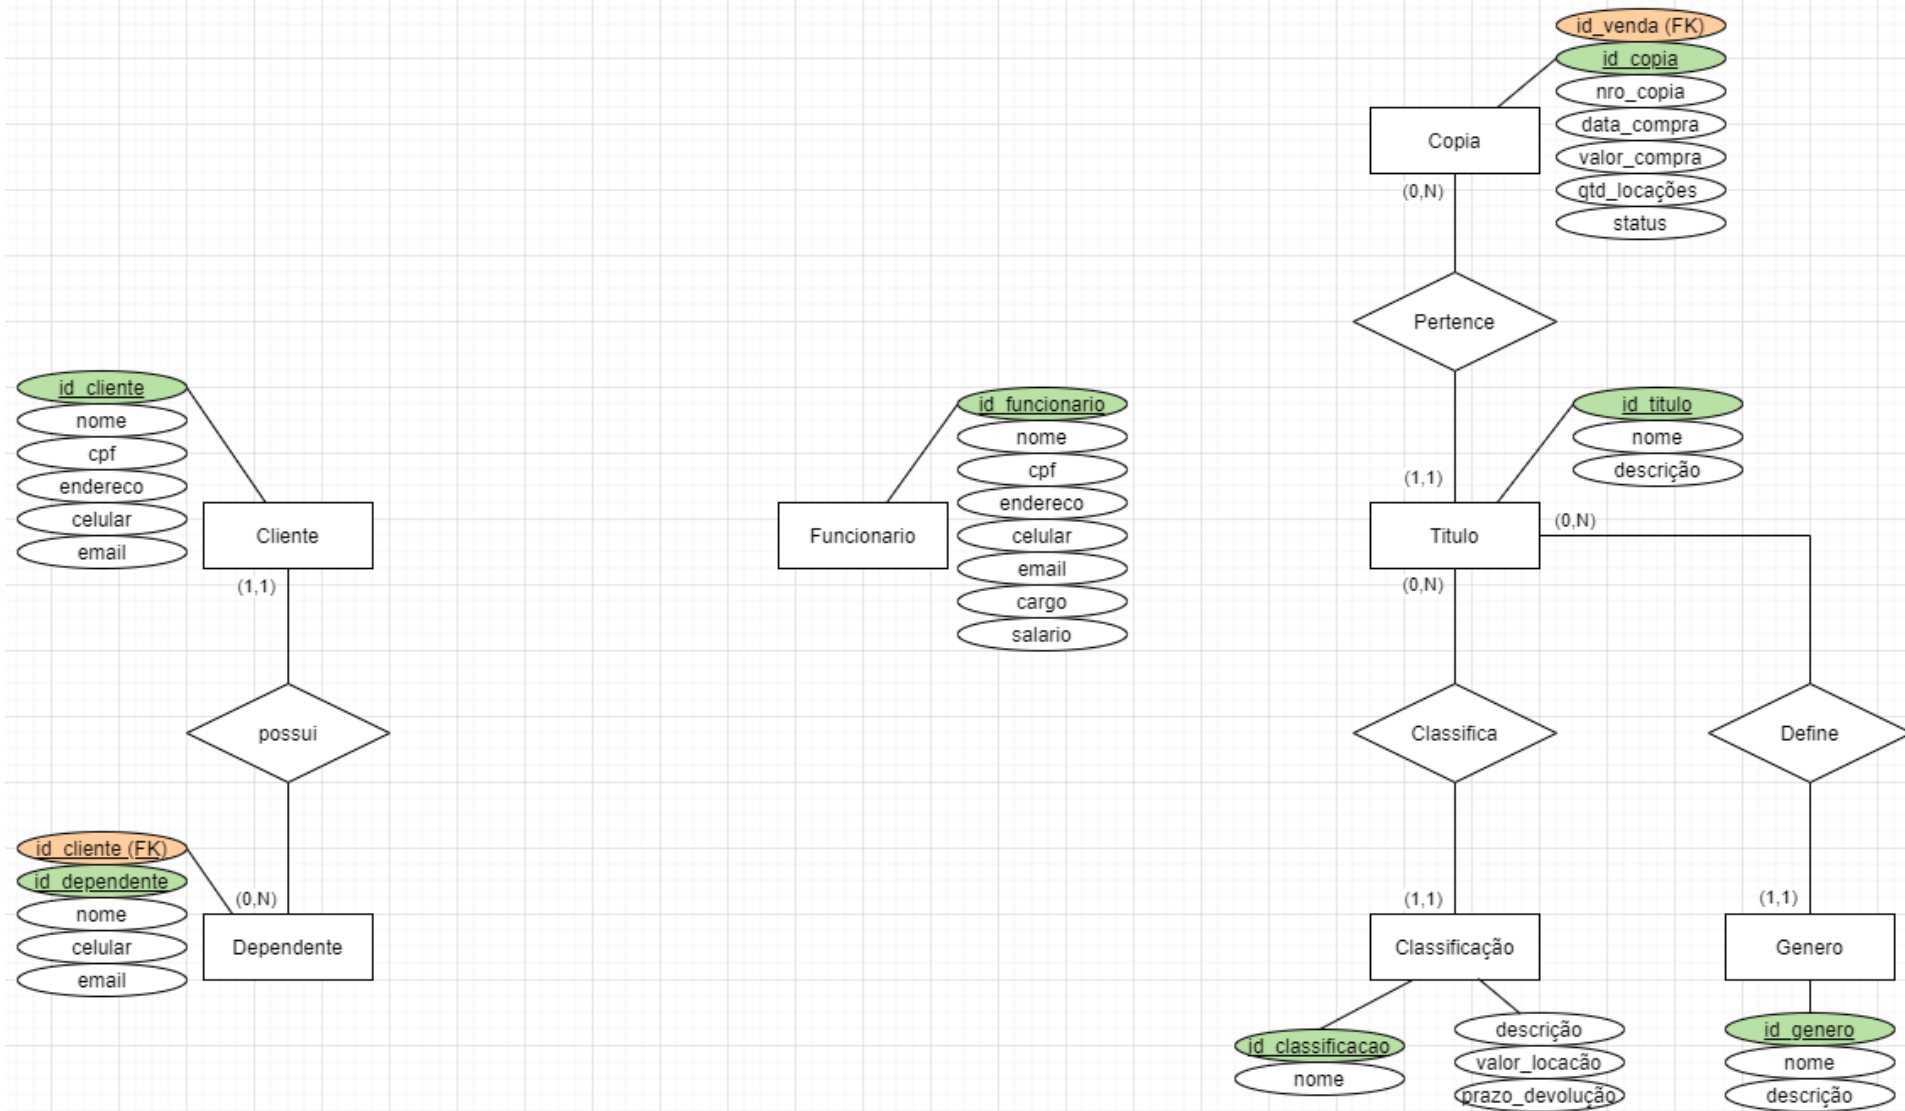 id_venda (FK)
id_copia
nro_copia
data_compra
valor_compra
qtd_locações
status
Copia
(0,N)
Pertence
(1,1)
id_titulo
nome
descrição
Titulo
(0,N)
(0,N)
id_cliente
nome
cpf
endereco
celular
email
Cliente
(1,1)
possui
id_cliente (FK)
id_dependente
nome
celular
email
(0,N)
Dependente
id_funcionario
nome
cpf
endereco
celular
email
cargo
salario
Funcionario
Classifica
(1,1)
Classificação
id_classificacao
nome
descrição
valor_locacão
prazo_devolução
Define
(1,1)
Genero
id_genero
nome
descrição